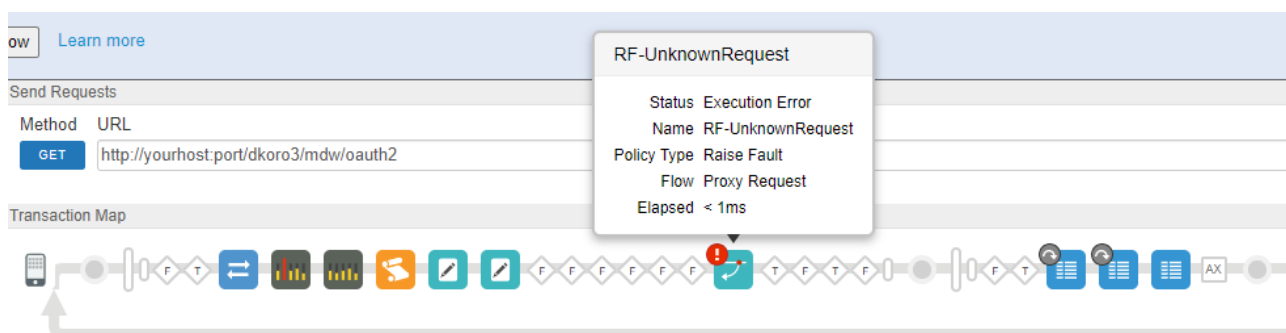 ow Learn more
RF-UnknownRequest
Status Execution Error
Name RF-UnknownRequest
Policy Type Raise Fault
Flow Proxy Request
Elapsed < 1ms
Send Requests
Method URL
GET http://yourhost:port/dkoro3/mdw/oauth2
Transaction Map
F T F F F F F F T F T F F T AX